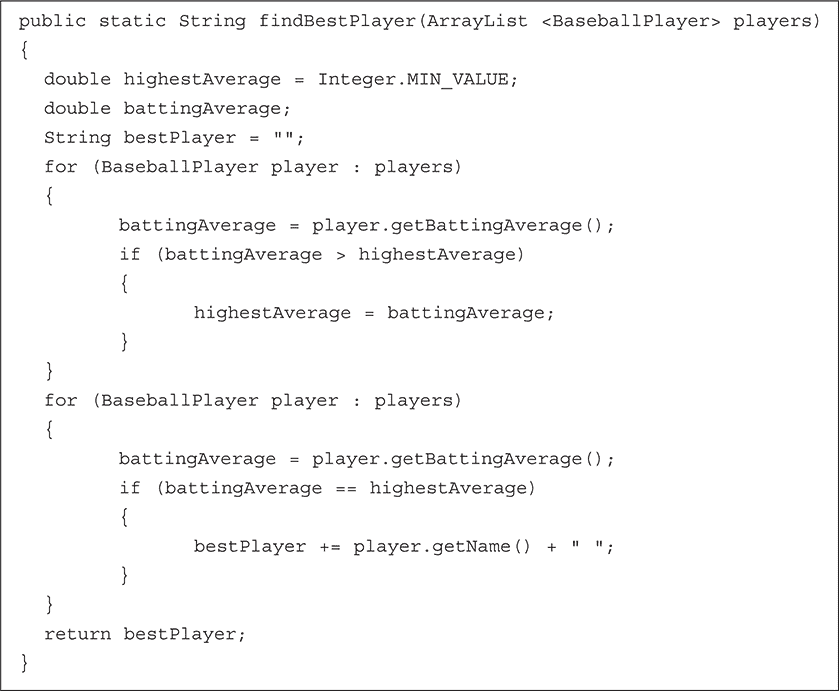 public static String findBestPlayer(ArrayList <BaseballPlayer> players)
{
double highestAverage = Integer.MIN_VALUE;
double battingAverage;
String bestPlayer = "";
for (BaseballPlayer player : players)
{
battingAverage = player.getBattingAverage();
if (battingAverage > highestAverage)
{
highestAverage = battingAverage;
}
}
for (BaseballPlayer player : players)
{
battingAverage = player.getBattingAverage();
if (battingAverage == highestAverage)
{
bestPlayer += player.getName() + " ";
}
}
return bestPlayer;
}